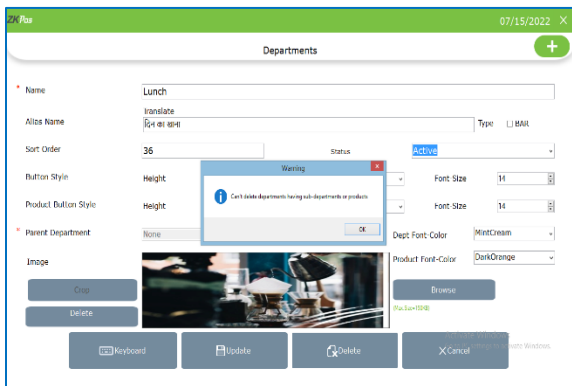 ZKPos 07/15/2022 X
Departments
* Name Lunch
Translate
Alias Name दिन का खाना Type BAR
Sort Order 36 Status Active
Warning
Button Style Height Font Size 14
Can't delete departments having sub-departments or products
Product Button Style Height Font-Size 14
OK
* Parent Department None Dept Font-Color MintCream
Image Product Font-Color DarkOrange
Crop Browse
Delete
Keyboard Update Delete Cancel